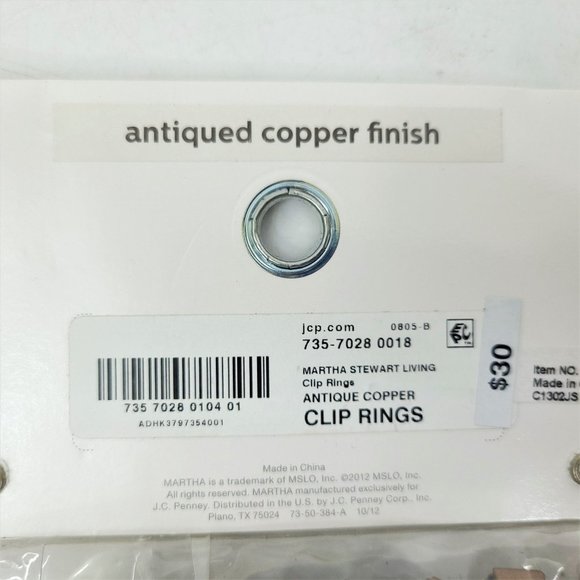 antiqued copper finish
jcp.com 0805-B
735-7028 0018
MARTHA STEWART LIVING
Clip Rings
ANTIQUE COPPER
CLIP RINGS
735 7028 0104 01
ADHK3797354001
$30
Item NO.
Made in
C1302JS
Made in China
MARTHA is a trademark of MSLO, Inc. ©2012 MSLO, Inc.
All rights reserved. MARTHA manufactured exclusively for
J.C. Penney. Distributed in the U.S. by J.C. Penney Corp., Inc.
Plano, TX 75024 73-50-384-A 10/12